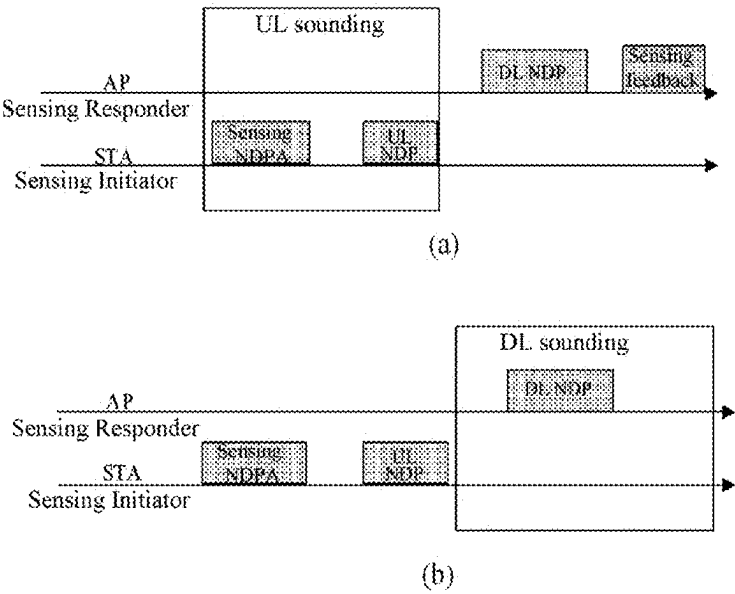 UL sounding
DL NDP
Sensing
feedback
AP
Sensing Responder
Sensing
NDPA
UL
NDP
STA
Sensing Initiator
(a)
DL sounding
DL NDP
AP
Sensing Responder
Sensing
NDPA
UL
NDP
STA
Sensing Initiator
(b)